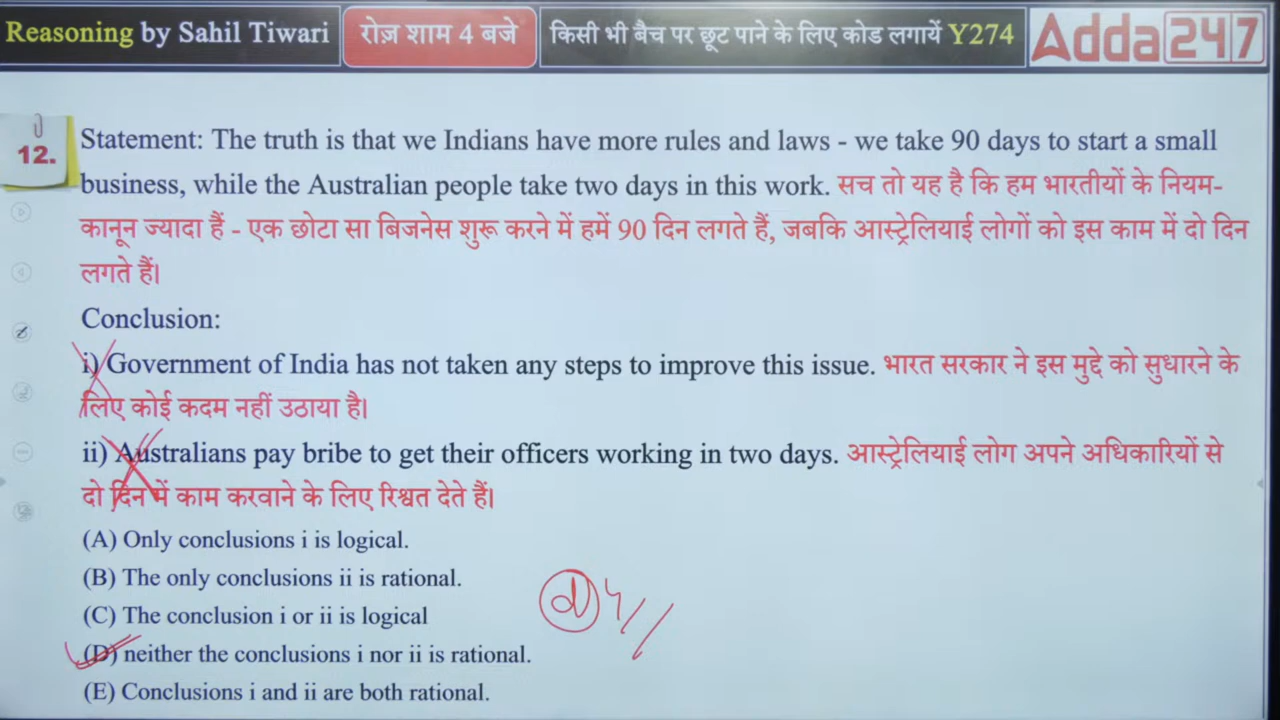 Reasoning by Sahil Tiwari रोज़ शाम 4 बजे किसी भी बैच पर छूट पाने के लिए कोड लगायें Y274 Adda247
12.
Statement: The truth is that we Indians have more rules and laws - we take 90 days to start a small
business, while the Australian people take two days in this work. सच तो यह है कि हम भारतीयों के नियम-
कानून ज्यादा हैं - एक छोटा सा बिजनेस शुरू करने में हमें 90 दिन लगते हैं, जबकि आस्ट्रेलियाई लोगों को इस काम में दो दिन
लगते हैं।
Conclusion:
i) Government of India has not taken any steps to improve this issue. भारत सरकार ने इस मुद्दे को सुधारने के
लिए कोई कदम नहीं उठाया है।
ii) Australians pay bribe to get their officers working in two days. आस्ट्रेलियाई लोग अपने अधिकारियों से
दो दिन में काम करवाने के लिए रिश्वत देते हैं।
(A) Only conclusions i is logical.
(B) The only conclusions ii is rational.
(C) The conclusion i or ii is logical
(D) neither the conclusions i nor ii is rational.
(E) Conclusions i and ii are both rational.
d